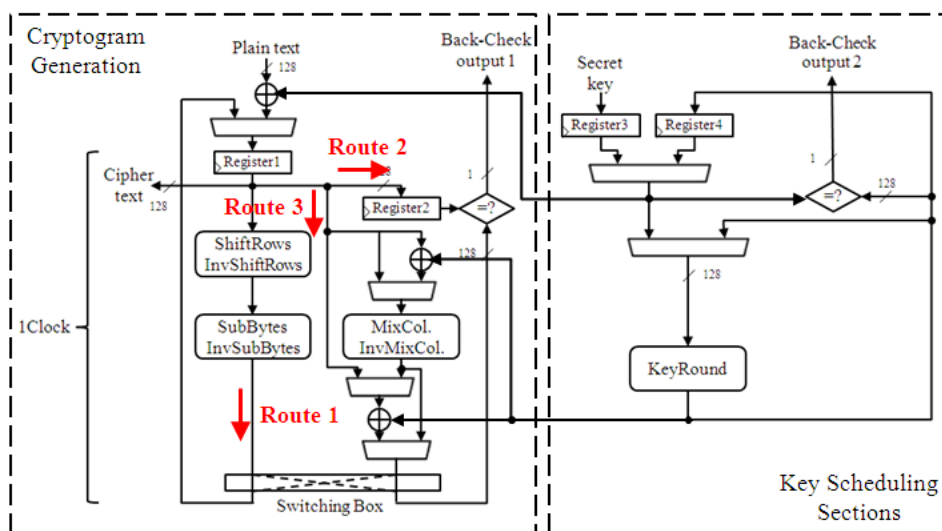 Cryptogram
Generation
Plain text
128
Back-Check
output 1
Register1
Route 2
Cipher
text
128
128
1
Route 3
Register2
=?
ShiftRows
InvShiftRows
128
1Clock
SubBytes
InvSubBytes
MixCol.
InvMixCol.
Route 1
Switching Box
Secret
key
Back-Check
output 2
Register3
Register4
1
=?
128
128
KeyRound
Key Scheduling
Sections